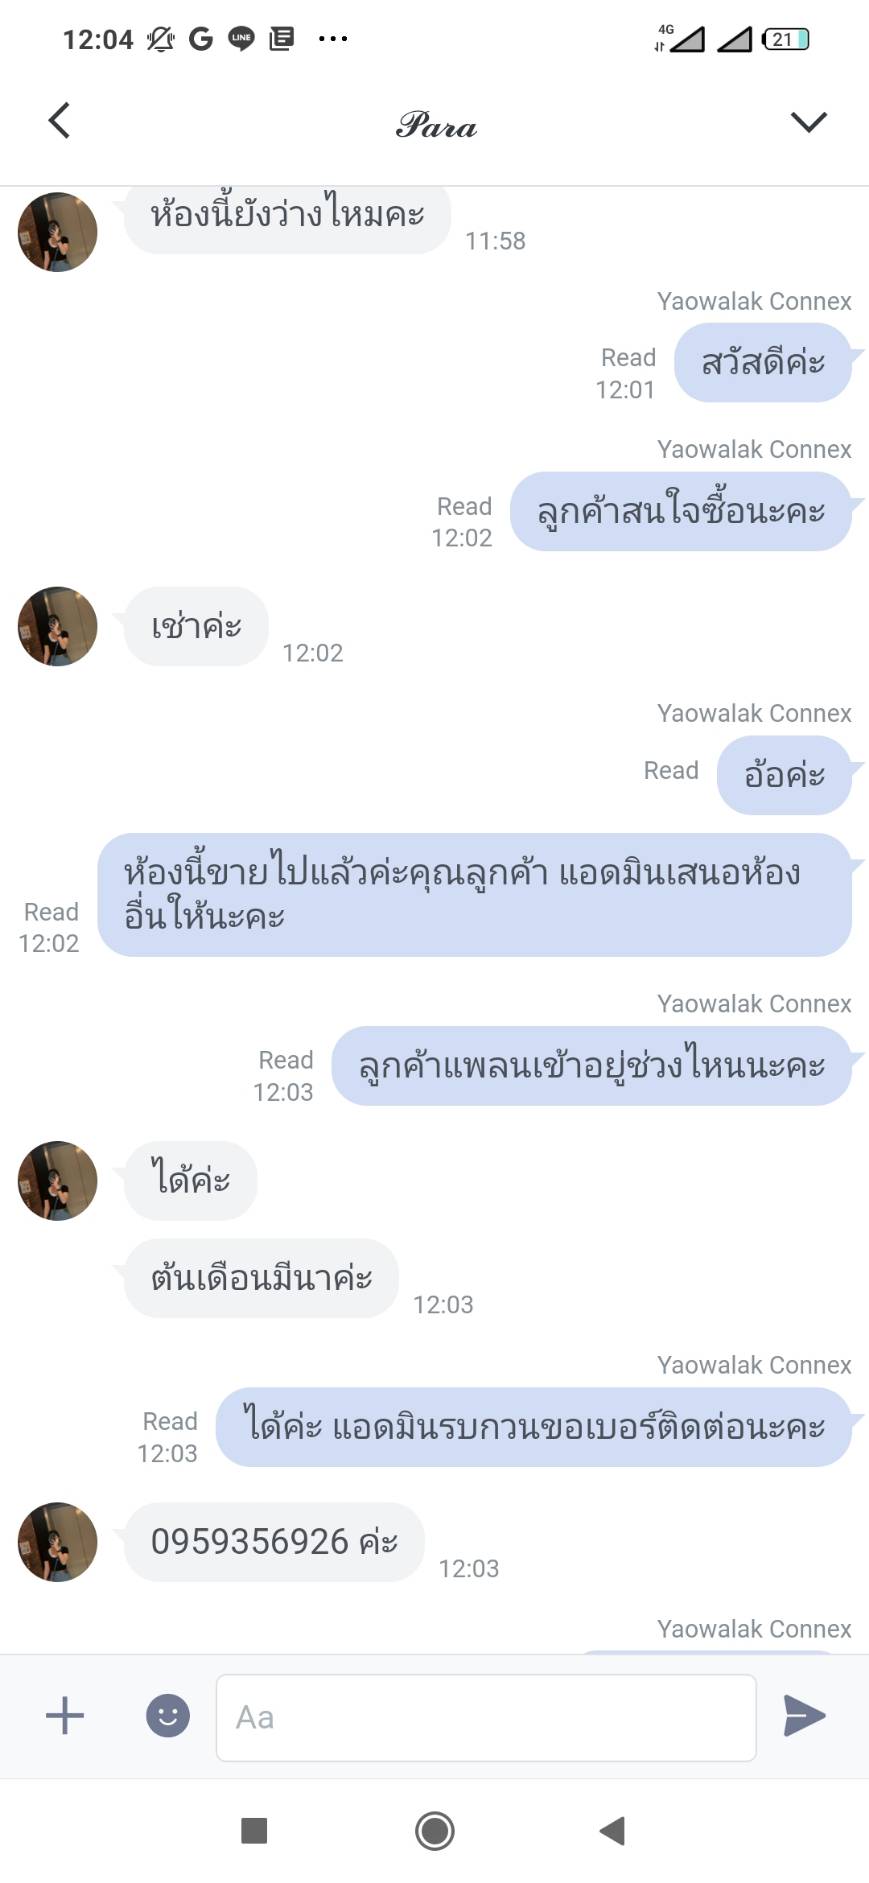 12:04 G LINE 4G 21
Para
ห้องนี้ยังว่างไหมคะ
11:58
Yaowalak Connex
สวัสดีค่ะ
Read
12:01
Yaowalak Connex
ลูกค้าสนใจซื้อนะคะ
Read
12:02
เช่าค่ะ
12:02
Yaowalak Connex
อ้อค่ะ
Read
ห้องนี้ขายไปแล้วค่ะคุณลูกค้า แอดมินเสนอห้อง
อื่นให้นะคะ
Read
12:02
Yaowalak Connex
ลูกค้าแพลนเข้าอยู่ช่วงไหนนะคะ
Read
12:03
ได้ค่ะ
ต้นเดือนมีนาค่ะ
12:03
Yaowalak Connex
ได้ค่ะ แอดมินรบกวนขอเบอร์ติดต่อนะคะ
Read
12:03
0959356926 ค่ะ
12:03
Yaowalak Connex
Aa